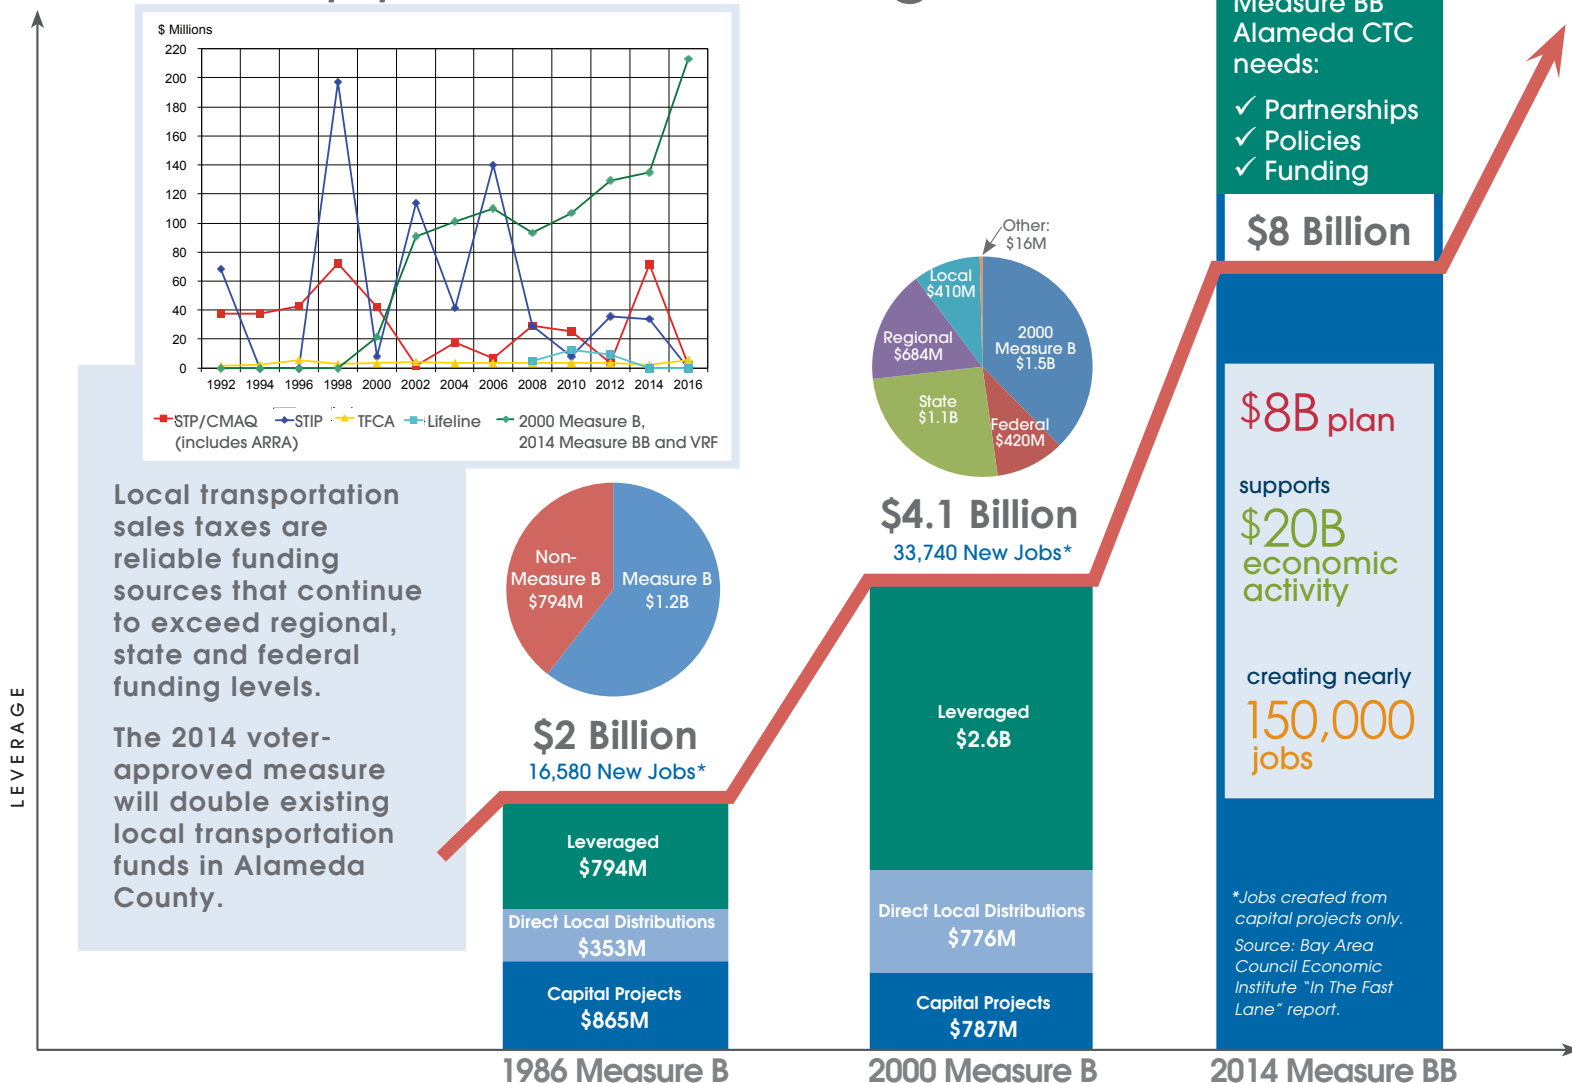 $ Millions
220
200
180
160
140
120
100
80
60
40
20
0
1992 1994 1996 1998 2000 2002 2004 2006 2008 2010 2012 2014 2016
STP/CMAQ
(includes ARRA)
STIP
TFCA
Lifeline
2000 Measure B,
2014 Measure BB and VRF
Local transportation
sales taxes are
reliable funding
sources that continue
to exceed regional,
state and federal
funding levels.
The 2014 voter-
approved measure
will double existing
local transportation
funds in Alameda
County.
LEVERAGE
Non-
Measure B
$794M
Measure B
$1.2B
$2 Billion
16,580 New Jobs*
Leveraged
$794M
Direct Local Distributions
$353M
Capital Projects
$865M
1986 Measure B
Other:
$16M
Local
$410M
Regional
$684M
State
$1.1B
Federal
$420M
2000
Measure B
$1.5B
$4.1 Billion
33,740 New Jobs*
Leveraged
$2.6B
Direct Local Distributions
$776M
Capital Projects
$787M
2000 Measure B
Measure BB
Alameda CTC
needs:
✓ Partnerships
✓ Policies
✓ Funding
$8 Billion
$8B plan
supports
$20B
economic
activity
creating nearly
150,000
jobs
*Jobs created from
capital projects only.
Source: Bay Area
Council Economic
Institute "In The Fast
Lane" report.
2014 Measure BB